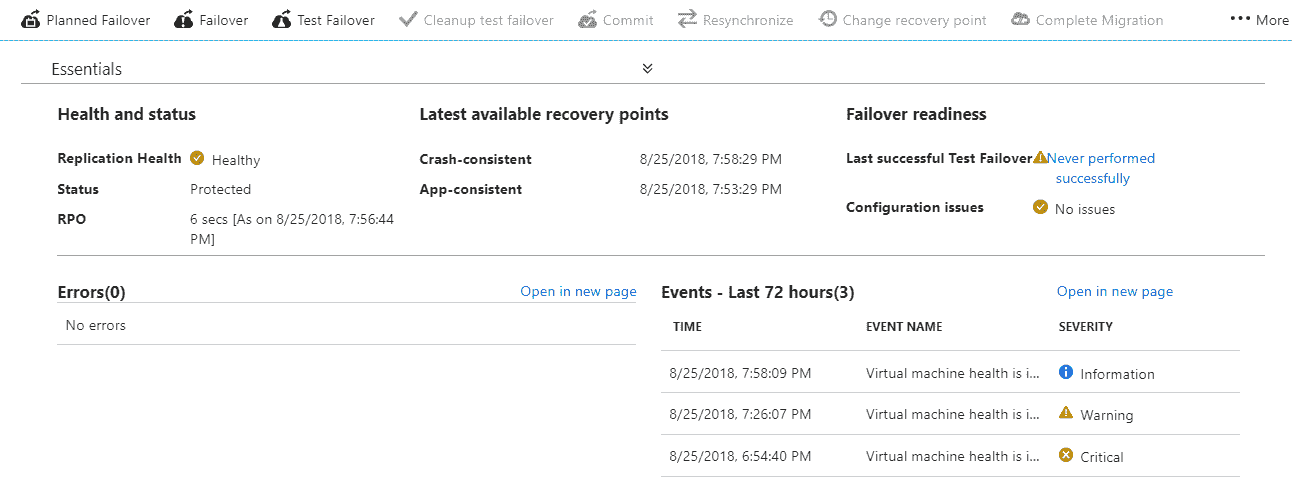 Planned Failover Failover Test Failover Cleanup test failover Commit Resynchronize Change recovery point Complete Migration ••• More
Essentials
Health and status
Replication Health Healthy
Status Protected
RPO 6 secs [As on 8/25/2018, 7:56:44
PM]
Latest available recovery points
Crash-consistent 8/25/2018, 7:58:29 PM
App-consistent 8/25/2018, 7:53:29 PM
Failover readiness
Last successful Test Failover Never performed
successfully
Configuration issues No issues
Errors(0) Open in new page
No errors
Events - Last 72 hours(3) Open in new page
TIME EVENT NAME SEVERITY
8/25/2018, 7:58:09 PM Virtual machine health is i... Information
8/25/2018, 7:26:07 PM Virtual machine health is i... Warning
8/25/2018, 6:54:40 PM Virtual machine health is i... Critical